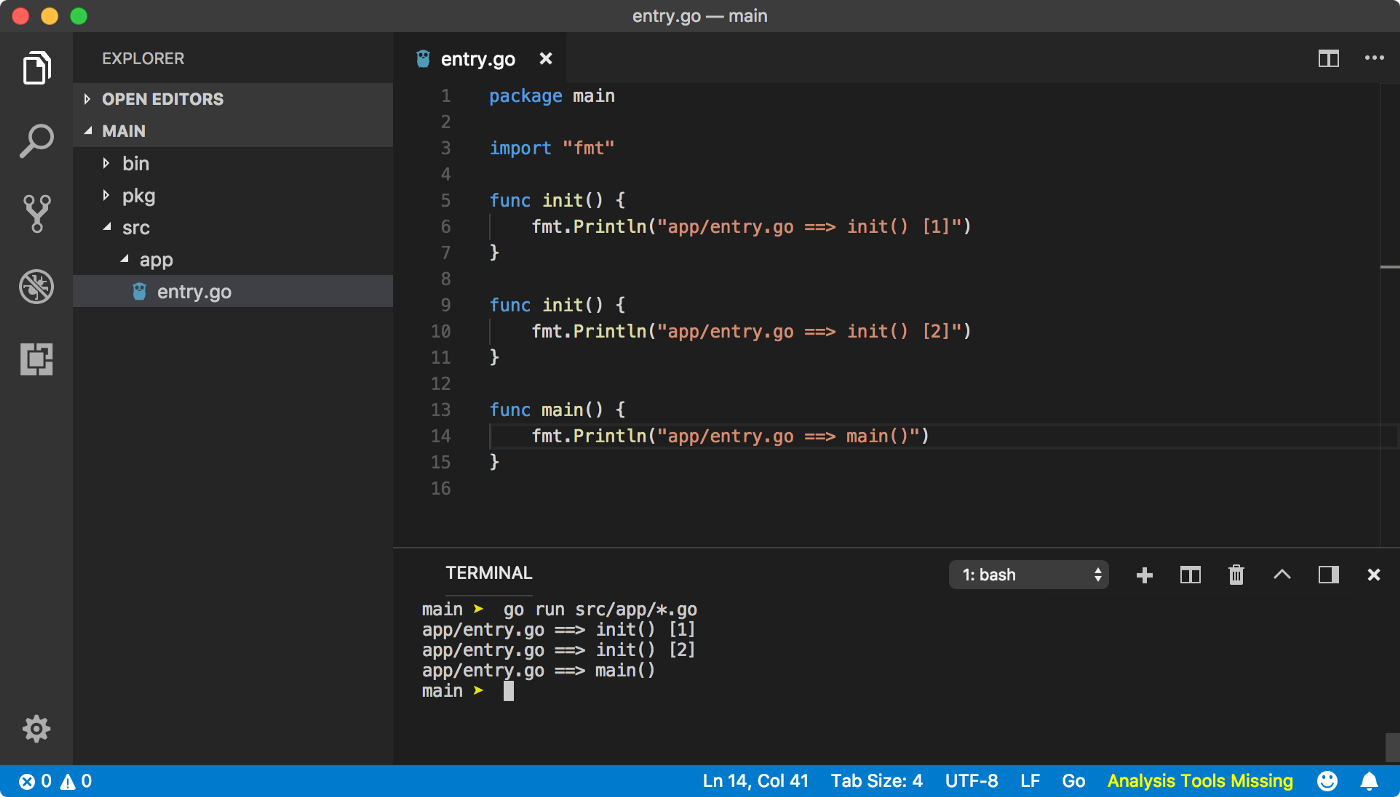 entry.go — main
EXPLORER
OPEN EDITORS
MAIN
bin
pkg
src
app
entry.go
entry.go
1 package main
2
3 import "fmt"
4
5 func init() {
6     fmt.Println("app/entry.go ==> init() [1]")
7 }
8
9 func init() {
10     fmt.Println("app/entry.go ==> init() [2]")
11 }
12
13 func main() {
14     fmt.Println("app/entry.go ==> main()")
15 }
16
TERMINAL
1: bash
main ➤  go run src/app/*.go
app/entry.go ==> init() [1]
app/entry.go ==> init() [2]
app/entry.go ==> main()
main ➤
0 0 Ln 14, Col 41 Tab Size: 4 UTF-8 LF Go Analysis Tools Missing